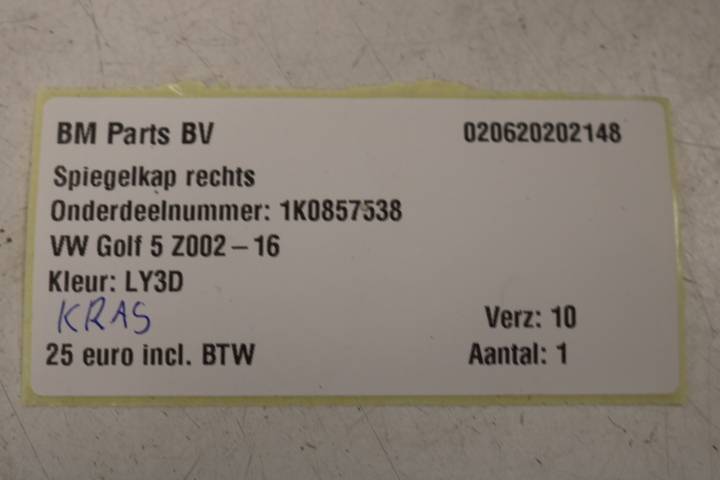 BM Parts BV 020620202148
Spiegelkap rechts
Onderdeelnummer: 1K0857538
VW Golf 5 Z002-16
Kleur: LY3D
KRAS Verz: 10
25 euro incl. BTW Aantal: 1